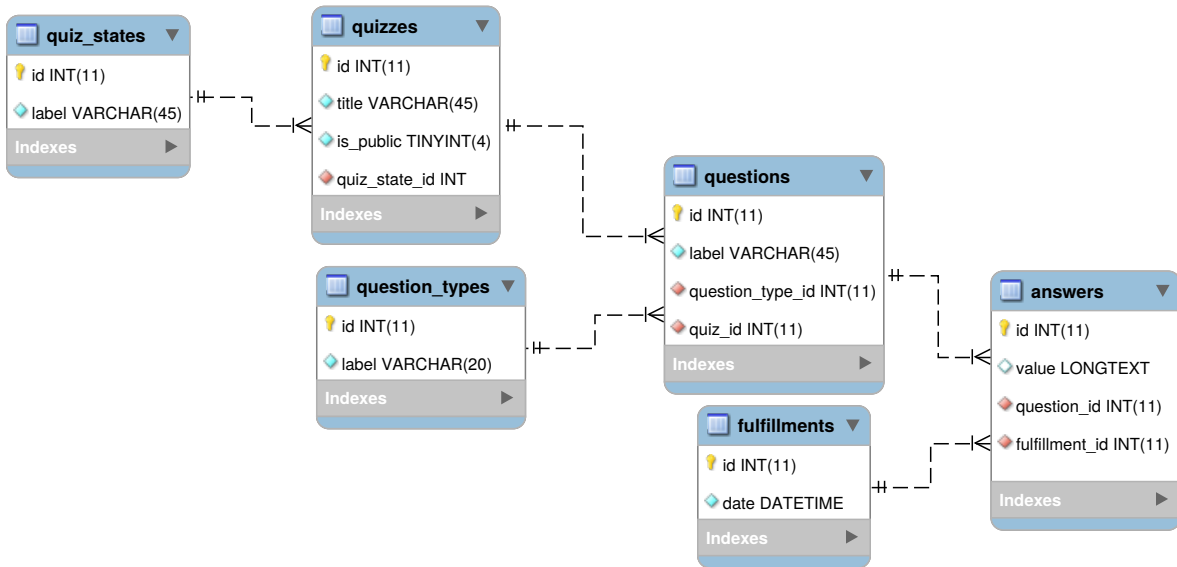 quiz_states
id INT(11)
label VARCHAR(45)
Indexes
quizzes
id INT(11)
title VARCHAR(45)
is_public TINYINT(4)
quiz_state_id INT
Indexes
question_types
id INT(11)
label VARCHAR(20)
Indexes
questions
id INT(11)
label VARCHAR(45)
question_type_id INT(11)
quiz_id INT(11)
Indexes
fulfillments
id INT(11)
date DATETIME
Indexes
answers
id INT(11)
value LONGTEXT
question_id INT(11)
fulfillment_id INT(11)
Indexes